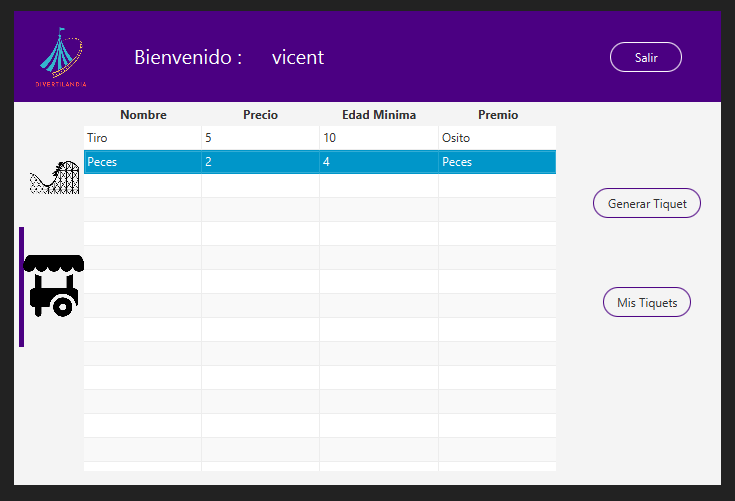 DIVERTILANDIA
Bienvenido : vicent
Salir
Nombre Precio Edad Minima Premio
Tiro 5 10 Osito
Peces 2 4 Peces
Generar Tiquet
Mis Tiquets